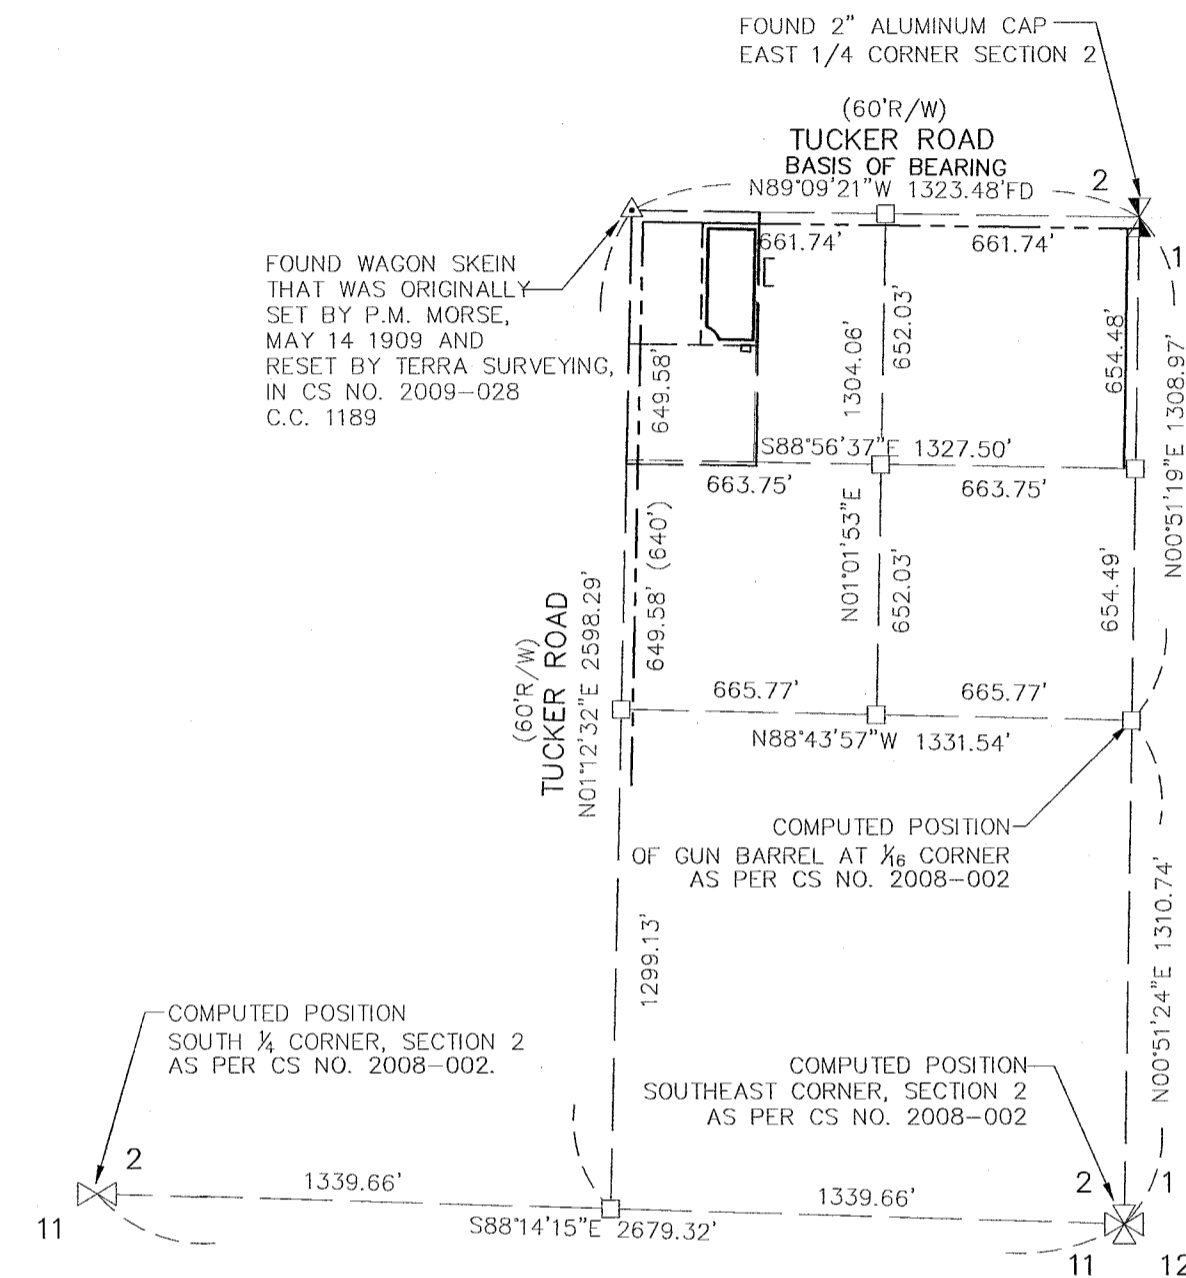 FOUND 2" ALUMINUM CAP
EAST 1/4 CORNER SECTION 2
(60'R/W)
TUCKER ROAD
BASIS OF BEARING
N89°09'21"W 1323.48'FD
2
1
661.74'
661.74'
FOUND WAGON SKEIN
THAT WAS ORIGINALLY
SET BY P.M. MORSE,
MAY 14 1909 AND
RESET BY TERRA SURVEYING,
IN CS NO. 2009-028
C.C. 1189
649.58'
1304.06'
652.03'
654.48'
N00°51'19"E 1308.97'
S88°56'37"E 1327.50'
663.75'
663.75'
(60'R/W)
TUCKER ROAD
N01°12'32"E 2598.29'
649.58' (640')
N01°01'53"E
652.03'
654.49'
665.77'
665.77'
N88°43'57"W 1331.54'
COMPUTED POSITION
OF GUN BARREL AT 1/16 CORNER
AS PER CS NO. 2008-002
1299.13'
N00°51'24"E 1310.74'
COMPUTED POSITION
SOUTH 1/4 CORNER, SECTION 2
AS PER CS NO. 2008-002.
COMPUTED POSITION
SOUTHEAST CORNER, SECTION 2
AS PER CS NO. 2008-002
2
1339.66'
1339.66'
2
1
11
S88°14'15"E 2679.32'
11
12